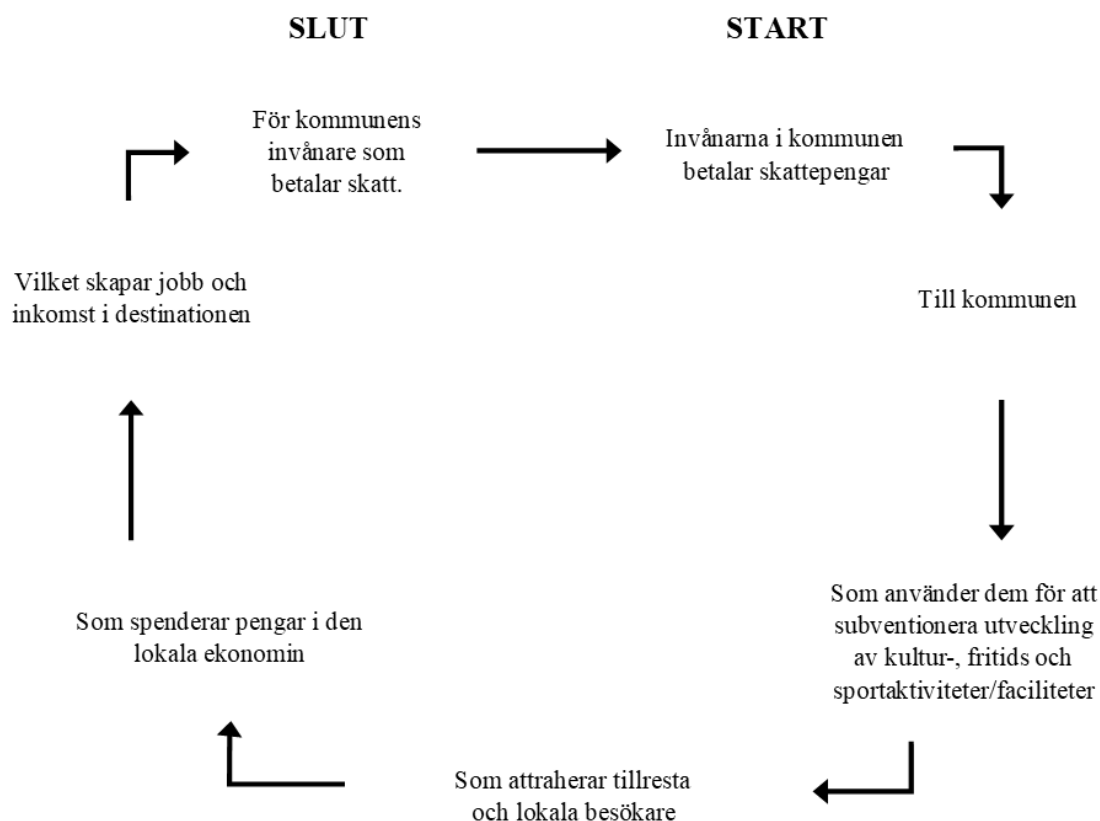 SLUT
START
För kommunens
invånare som
betalar skatt.
Invånarna i kommunen
betalar skattepengar
Till kommunen
Som använder dem för att
subventionera utveckling
av kultur-, fritids och
sportaktiviteter/faciliteter
Som attraherar tillresta
och lokala besökare
Som spenderar pengar i den
lokala ekonomin
Vilket skapar jobb och
inkomst i destinationen